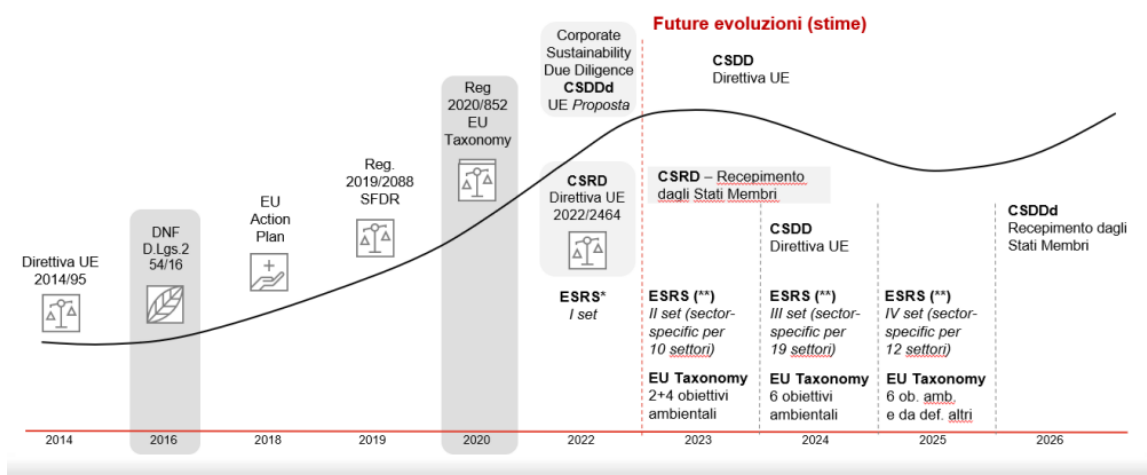 Future evoluzioni (stime)
Direttiva UE
2014/95
DNF
D.Lgs.2
54/16
EU
Action
Plan
Reg.
2019/2088
SFDR
Reg
2020/852
EU
Taxonomy
Corporate
Sustainability
Due Diligence
CSDDd
UE Proposta
CSRD
Direttiva UE
2022/2464
ESRS*
I set
CSDD
Direttiva UE
CSRD – Recepimento
dagli Stati Membri
CSDD
Direttiva UE
CSDDd
Recepimento dagli
Stati Membri
ESRS (**)
II set (sector-
specific per
10 settori)
EU Taxonomy
2+4 obiettivi
ambientali
ESRS (**)
III set (sector-
specific per
19 settori)
EU Taxonomy
6 obiettivi
ambientali
ESRS (**)
IV set (sector-
specific per
12 settori)
EU Taxonomy
6 ob. amb.
e da def. altri
2014
2016
2018
2019
2020
2022
2023
2024
2025
2026